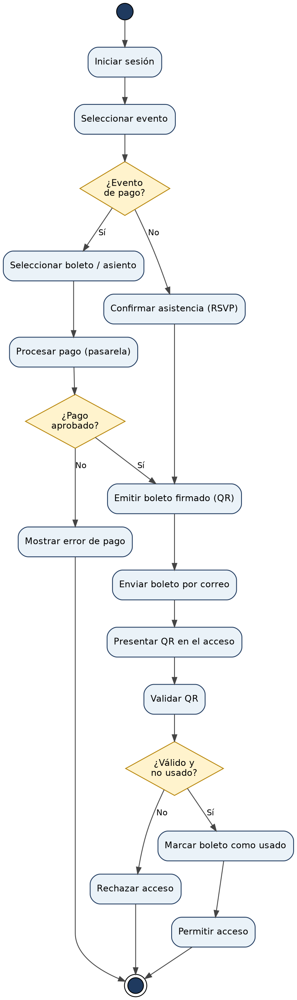 Iniciar sesión
Seleccionar evento
¿Evento
de pago?
Sí
No
Seleccionar boleto / asiento
Confirmar asistencia (RSVP)
Procesar pago (pasarela)
¿Pago
aprobado?
No
Sí
Emitir boleto firmado (QR)
Mostrar error de pago
Enviar boleto por correo
Presentar QR en el acceso
Validar QR
¿Válido y
no usado?
No
Sí
Marcar boleto como usado
Rechazar acceso
Permitir acceso